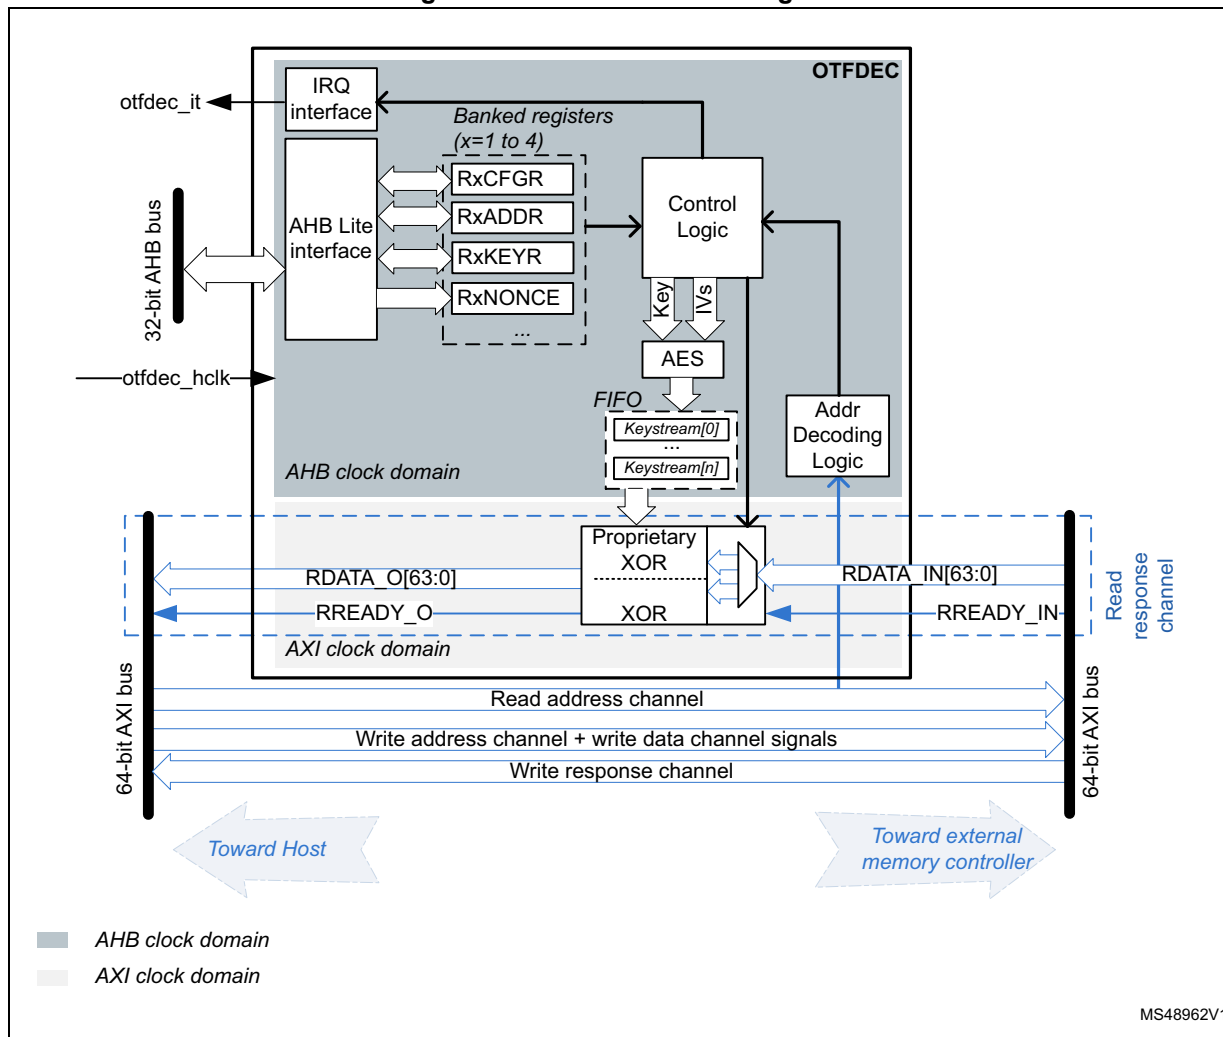 OTFDEC
otfdec_it
IRQ
interface
Banked registers
(x=1 to 4)
32-bit AHB bus
AHB Lite
interface
RxCFGR
RxADDR
RxKEYR
RxNONCE
...
Control
Logic
Key
IVs
AES
otfdec_hclk
FIFO
Keystream[0]
...
Keystream[n]
Addr
Decoding
Logic
AHB clock domain
Proprietary
XOR
XOR
RDATA_O[63:0]
RDATA_IN[63:0]
RREADY_O
RREADY_IN
Read
response
channel
AXI clock domain
64-bit AXI bus
64-bit AXI bus
Read address channel
Write address channel + write data channel signals
Write response channel
Toward Host
Toward external
memory controller
AHB clock domain
AXI clock domain
MS48962V1